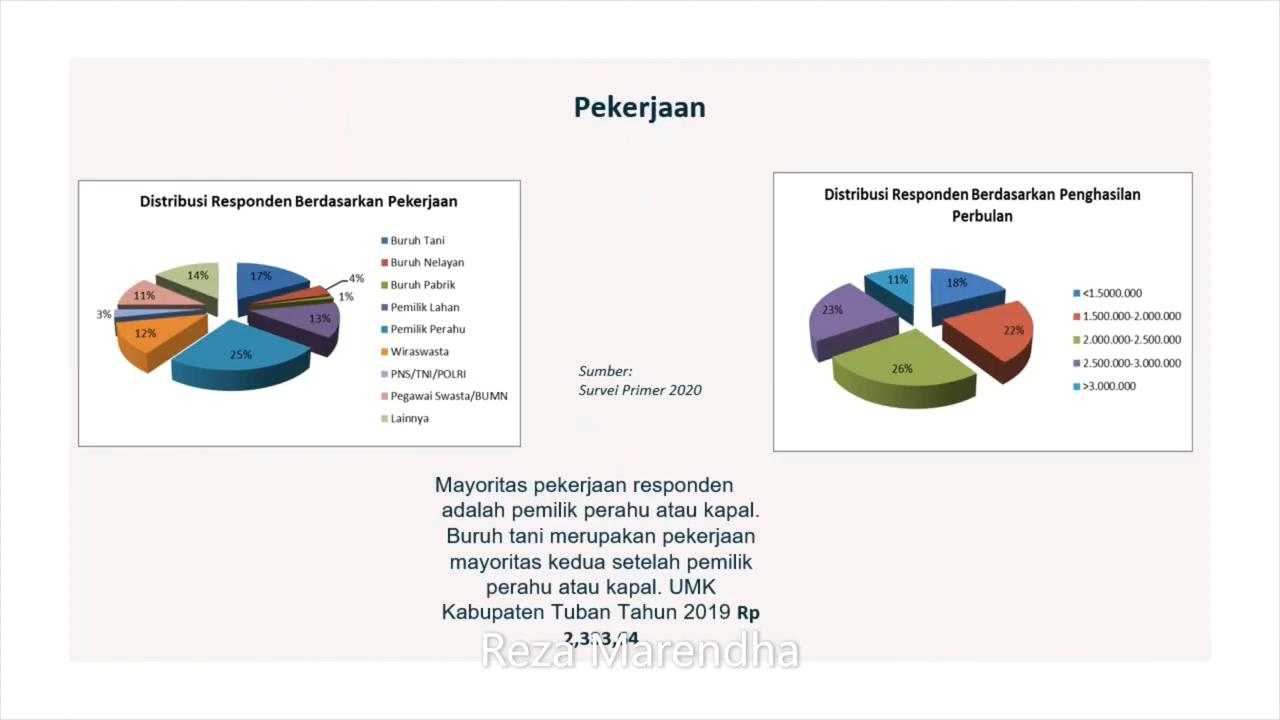 Pekerjaan
Distribusi Responden Berdasarkan Pekerjaan
17%
4%
1%
13%
25%
12%
3%
11%
14%
Buruh Tani
Buruh Nelayan
Buruh Pabrik
Pemilik Lahan
Pemilik Perahu
Wiraswasta
PNS/TNI/POLRI
Pegawai Swasta/BUMN
Lainnya
Sumber:
Survei Primer 2020
Distribusi Responden Berdasarkan Penghasilan
Perbulan
18%
22%
26%
23%
11%
<1.5000.000
1.500.000-2.000.000
2.000.000-2.500.000
2.500.000-3.000.000
>3.000.000
Mayoritas pekerjaan responden
adalah pemilik perahu atau kapal.
Buruh tani merupakan pekerjaan
mayoritas kedua setelah pemilik
perahu atau kapal. UMK
Kabupaten Tuban Tahun 2019 Rp
Reza Marendha